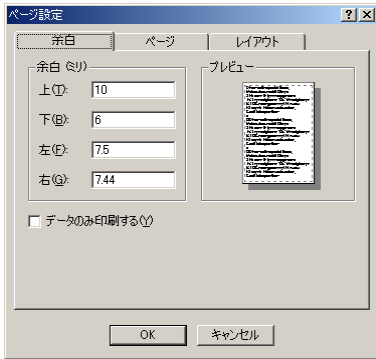 ページ設定
余白 ページ レイアウト
余白(ミリ)
上(T): 10
下(B): 6
左(F): 7.5
右(G): 7.44
プレビュー
データのみ印刷する(Y)
OK キャンセル